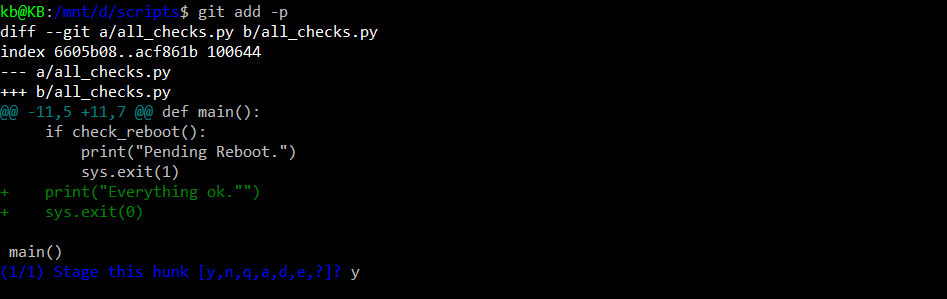 kb@KB:/mnt/d/scripts$ git add -p
diff --git a/all_checks.py b/all_checks.py
index 6605b08..acf861b 100644
--- a/all_checks.py
+++ b/all_checks.py
@@ -11,5 +11,7 @@ def main():
     if check_reboot():
         print("Pending Reboot.")
         sys.exit(1)
+    print("Everything ok."")
+    sys.exit(0)

 main()
(1/1) Stage this hunk [y,n,q,a,d,e,?]? y